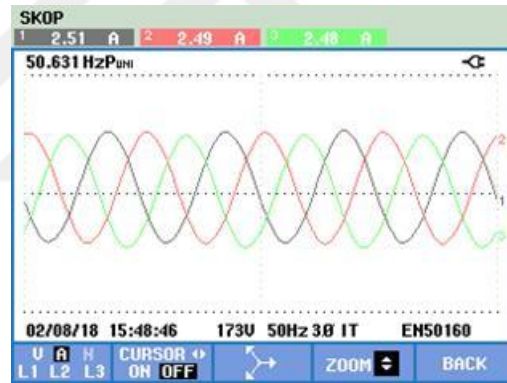 SKOP
1 2.51 A 2 2.49 A 3 2.48 A
50.631 HzPUNI
2
1
3
02/08/18 15:48:46 173V 50Hz 3Ø IT EN50160
V A H CURSOR ZOOM BACK
L1 L2 L3 ON OFF